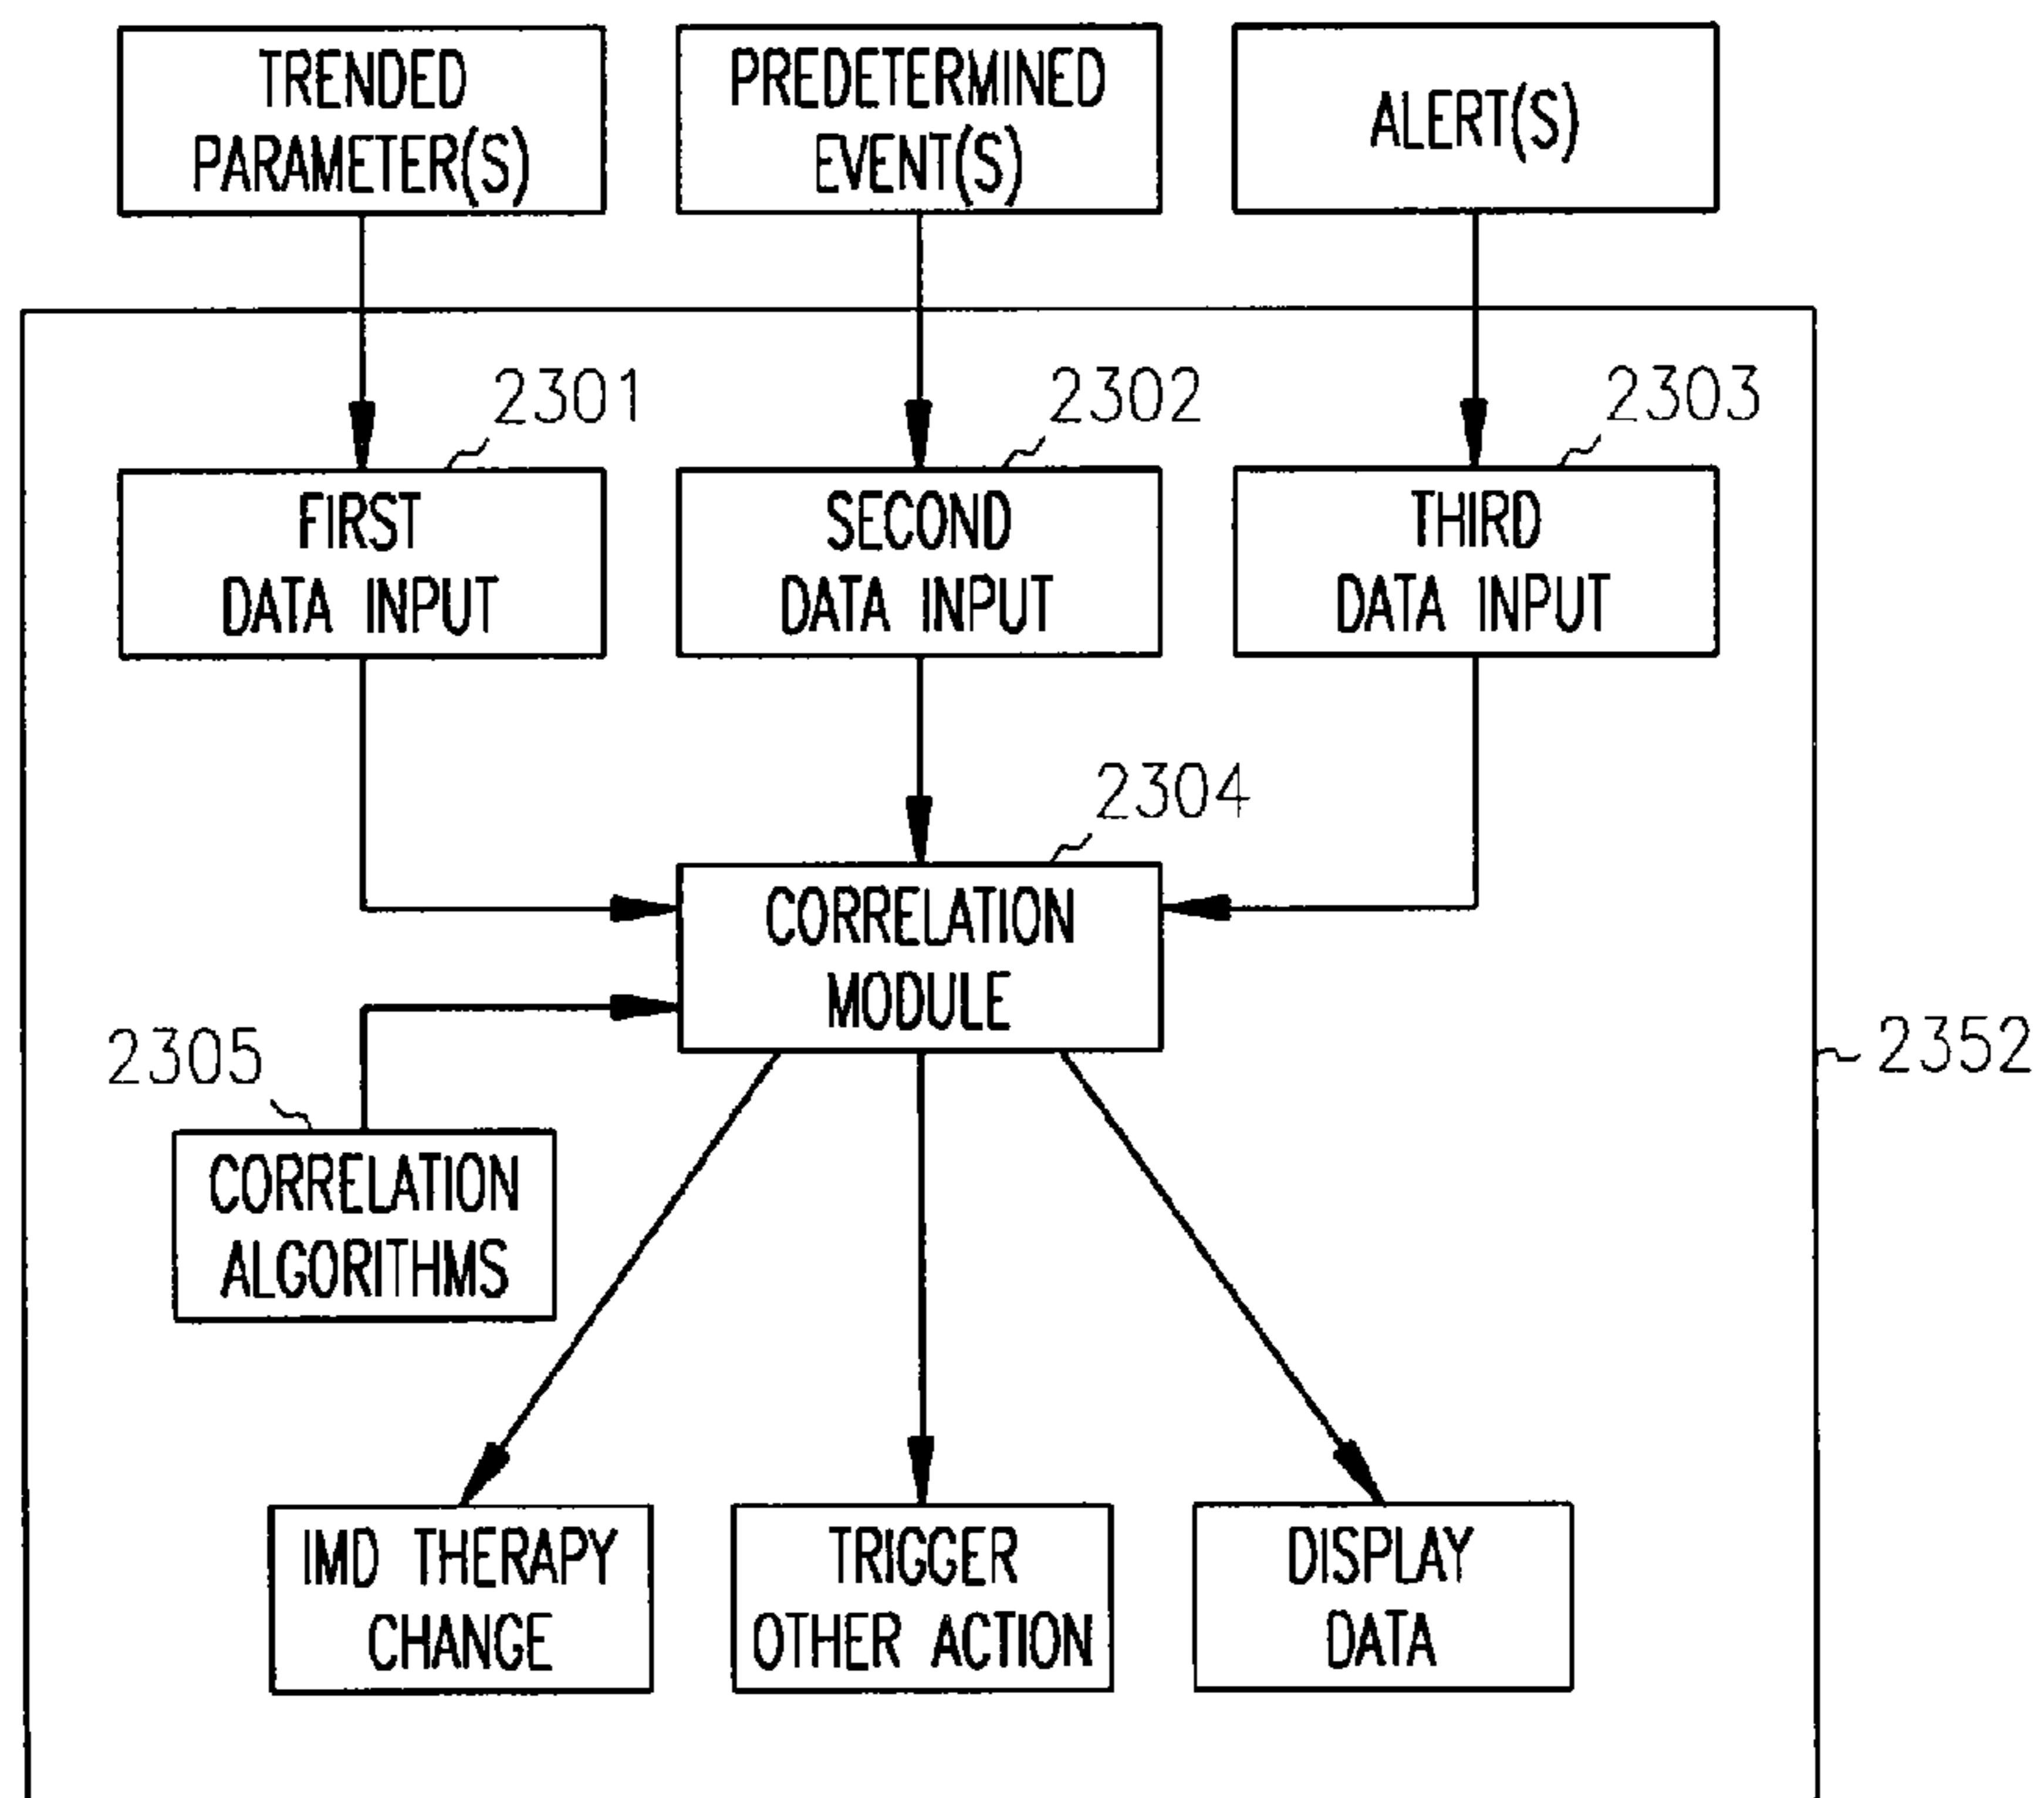 TRENDED
PARAMETER(S)
PREDETERMINED
EVENT(S)
ALERT(S)
2301
2302
2303
FIRST
DATA INPUT
SECOND
DATA INPUT
THIRD
DATA INPUT
2304
CORRELATION
MODULE
2305
2352
CORRELATION
ALGORITHMS
IMD THERAPY
CHANGE
TRIGGER
OTHER ACTION
DISPLAY
DATA